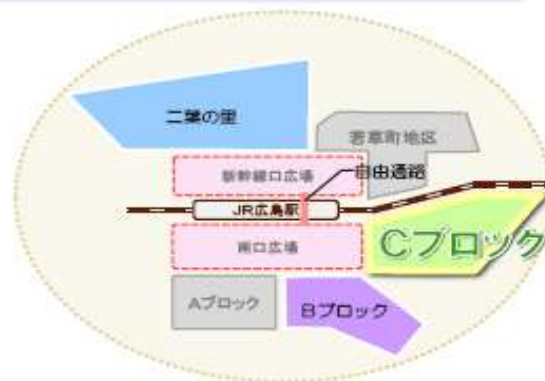 二葉の里
若草町地区
新幹線口広場
自由通路
JR広島駅
南口広場
Cブロック
Aブロック
Bブロック